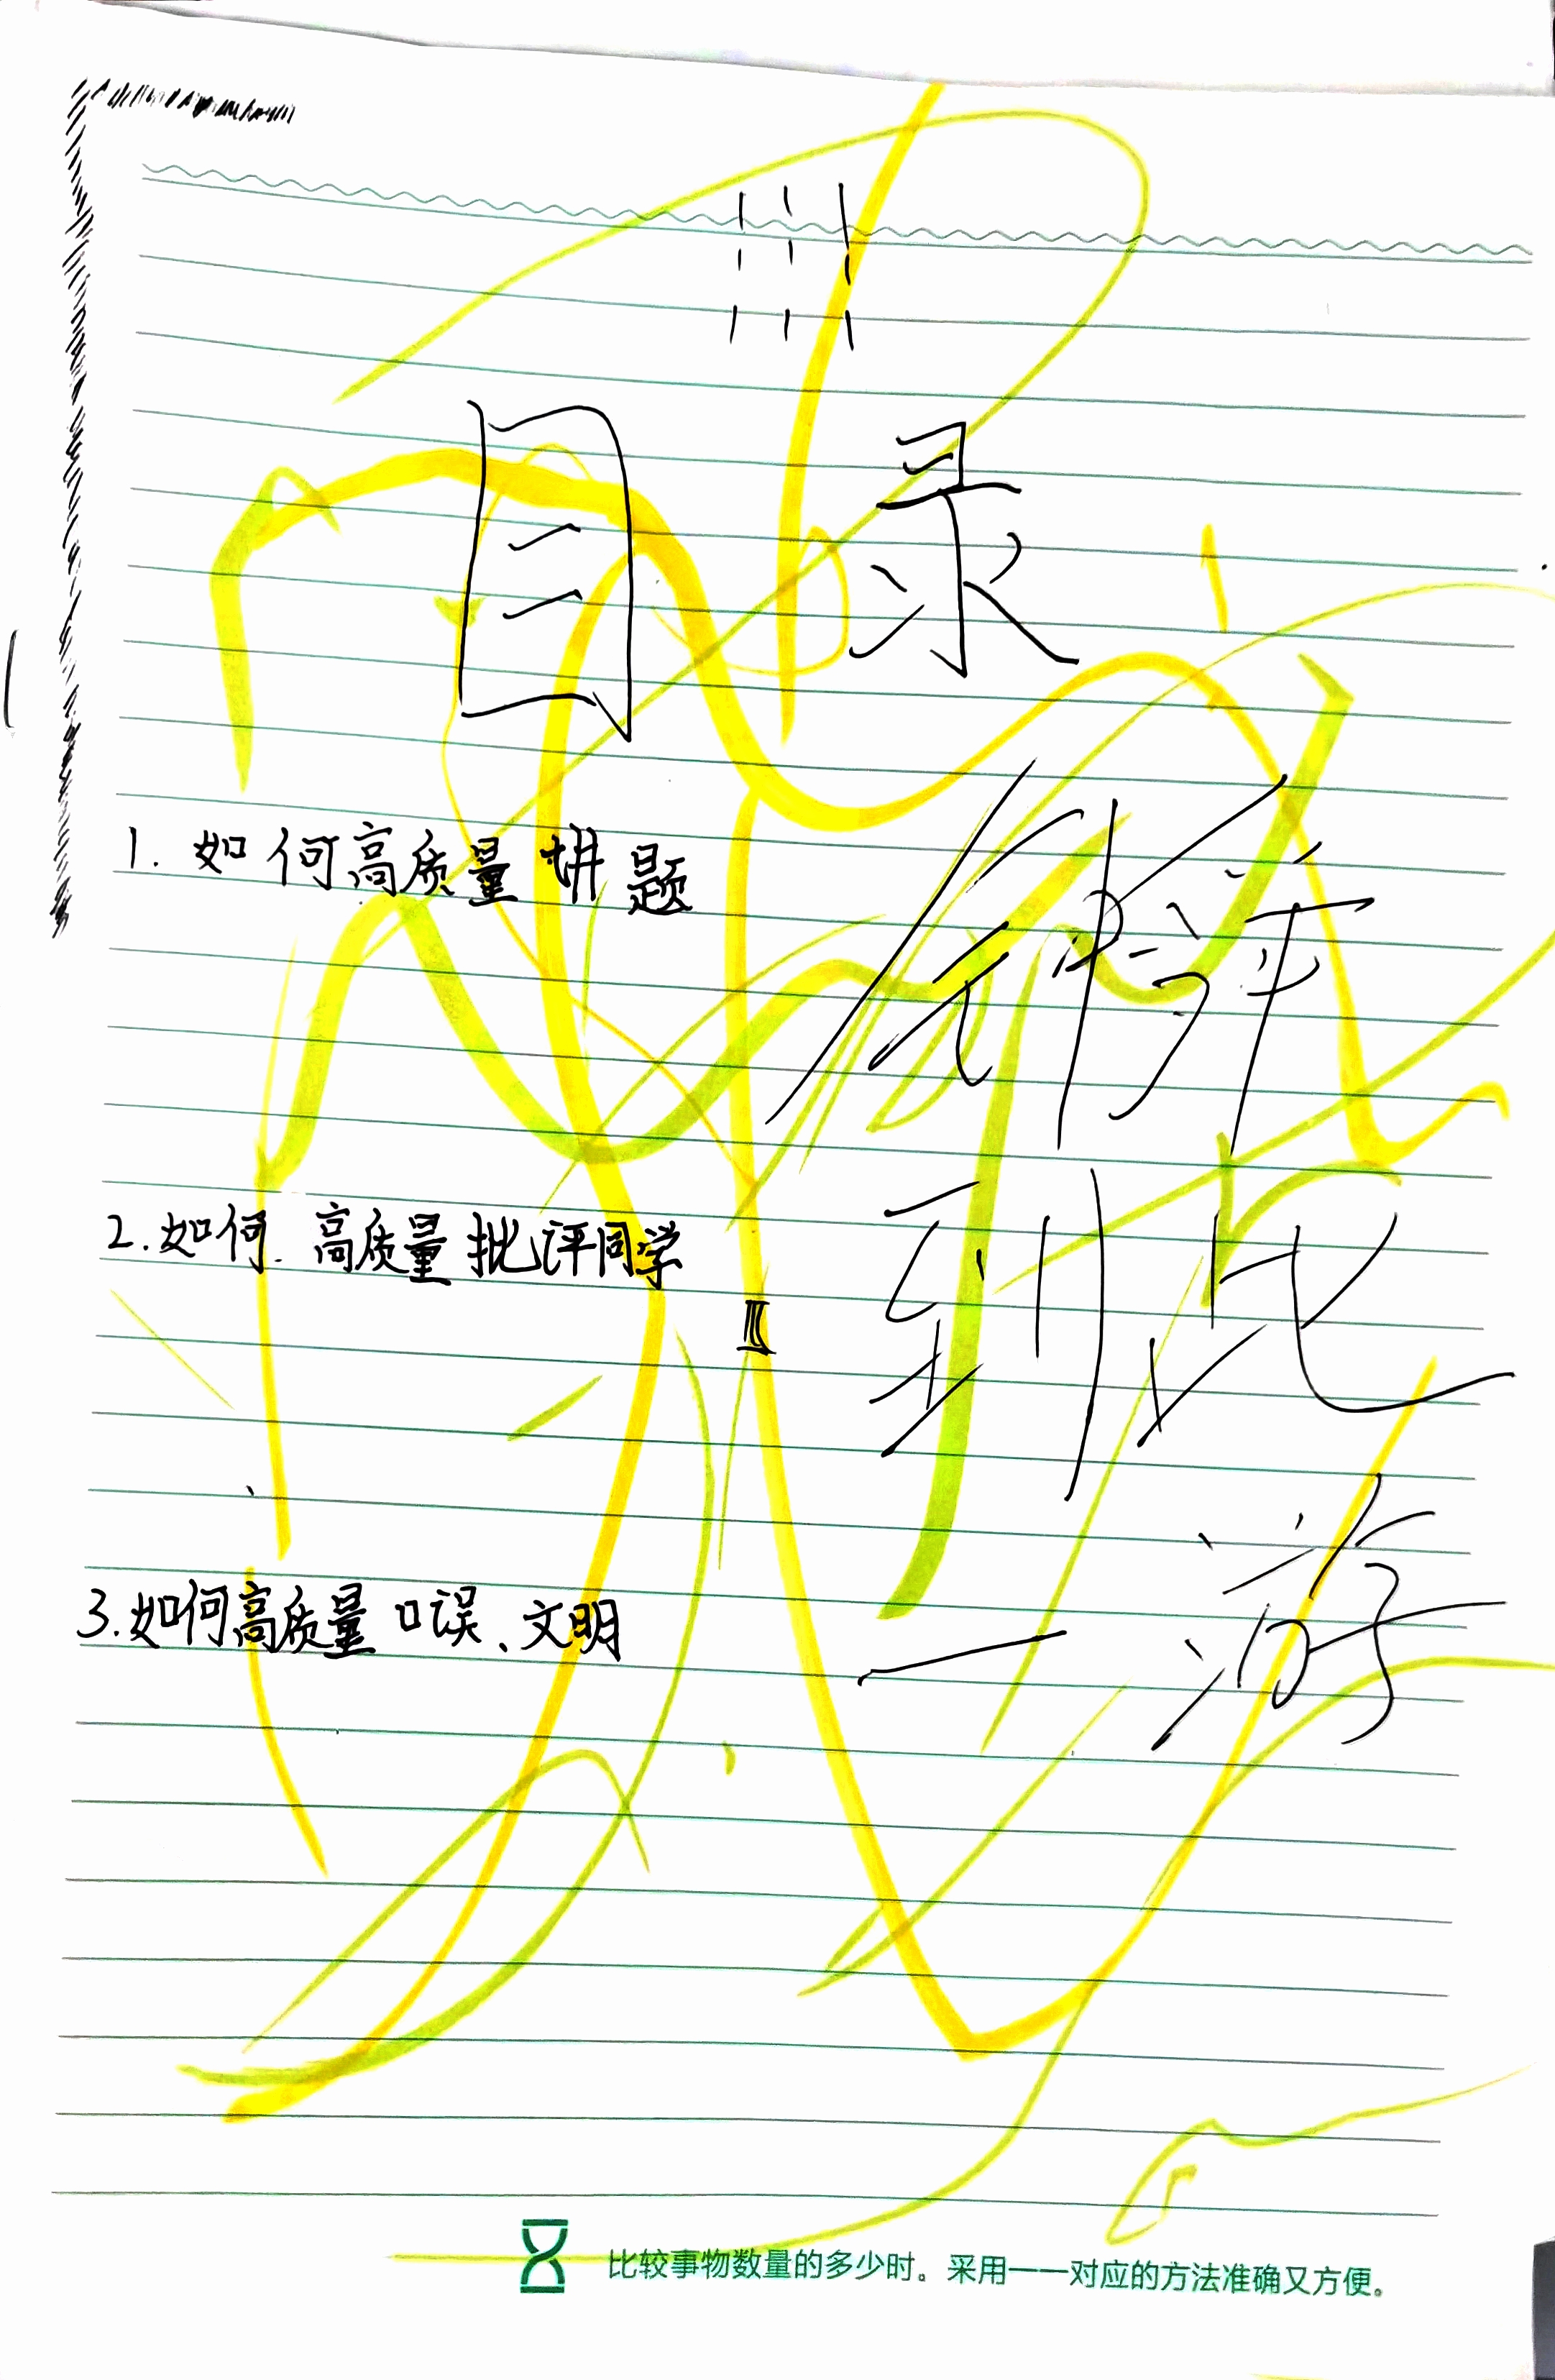 目录
1. 如何高质量讲题
2. 如何高质量批评同学
3. 如何高质量口误、文明
到此
一游
比较事物数量的多少时。采用一一对应的方法准确又方便。